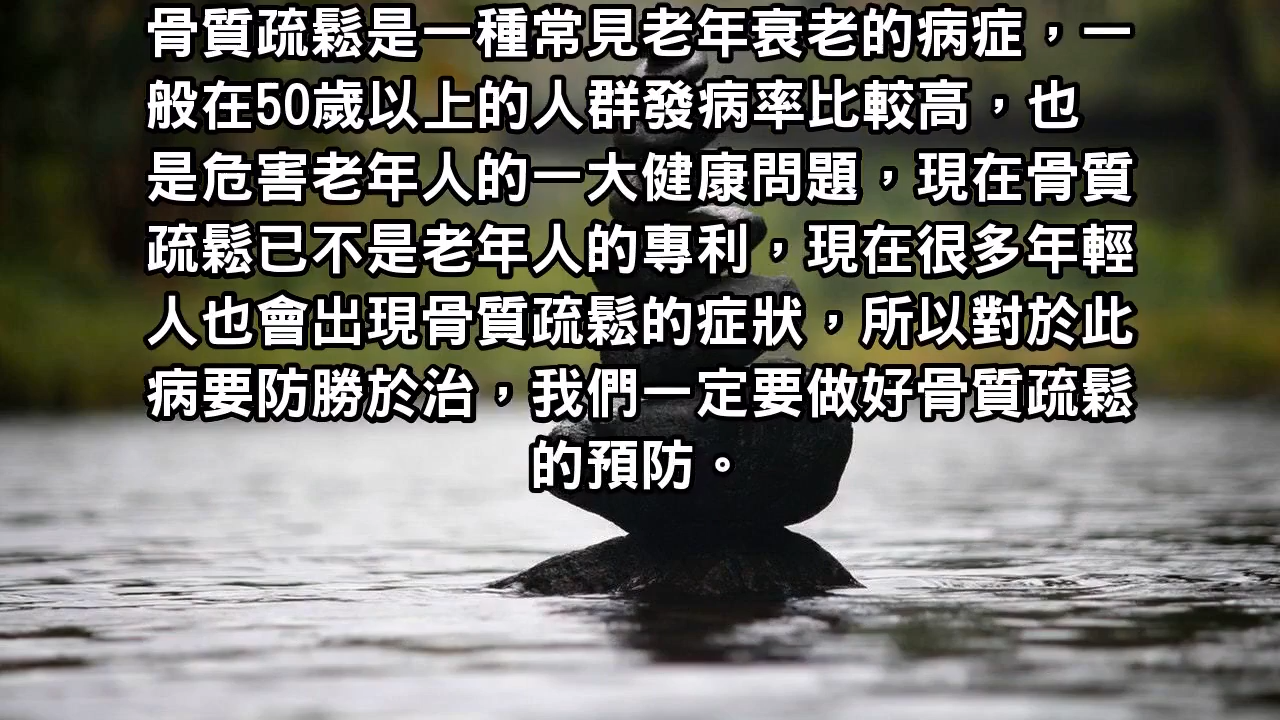 骨質疏鬆是一種常見老年衰老的病症，一
般在50歲以上的人群發病率比較高，也
是危害老年人的一大健康問題，現在骨質
疏鬆已不是老年人的專利，現在很多年輕
人也會出現骨質疏鬆的症狀，所以對於此
病要防勝於治，我們一定要做好骨質疏鬆
的預防。